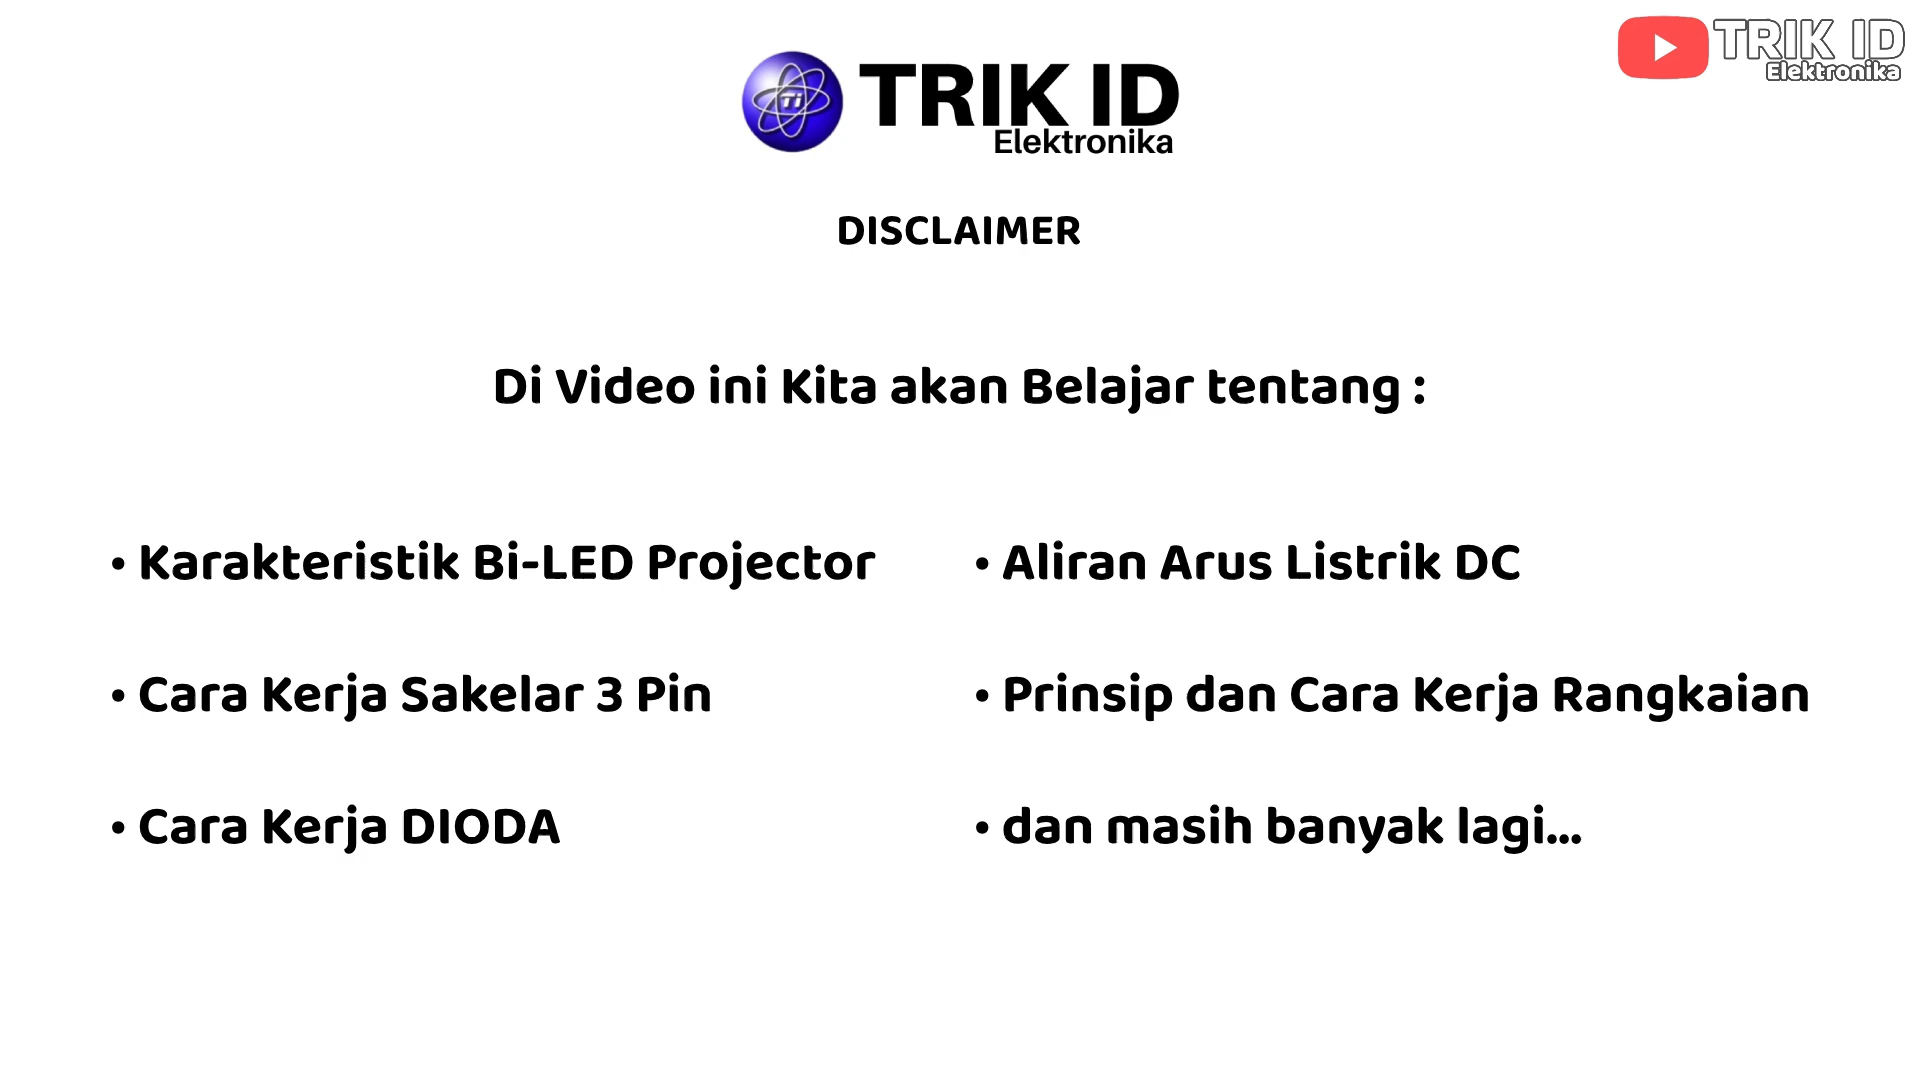 TRIK ID
Elektronika
Ti
TRIK ID
Elektronika
DISCLAIMER
Di Video ini Kita akan Belajar tentang :
• Karakteristik Bi-LED Projector
• Cara Kerja Sakelar 3 Pin
• Cara Kerja DIODA
• Aliran Arus Listrik DC
• Prinsip dan Cara Kerja Rangkaian
• dan masih banyak lagi...